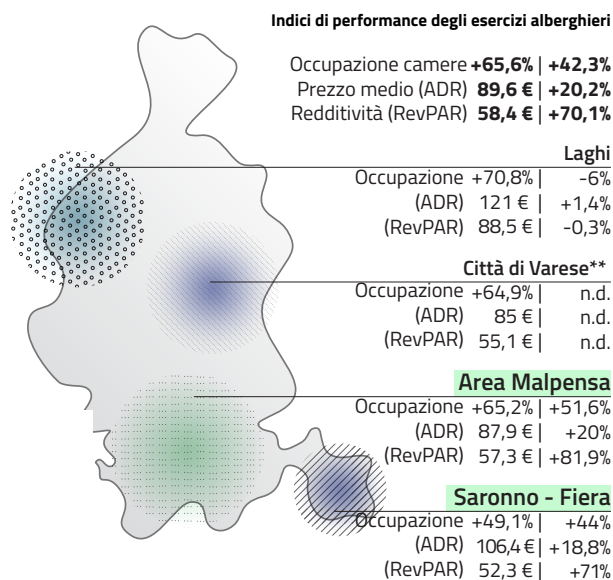 Indici di performance degli esercizi alberghieri
Occupazione camere +65,6% | +42,3%
Prezzo medio (ADR) 89,6 € | +20,2%
Redditività (RevPAR) 58,4 € | +70,1%
Laghi
Occupazione +70,8% | -6%
(ADR) 121 € | +1,4%
(RevPAR) 88,5 € | -0,3%
Città di Varese**
Occupazione +64,9% | n.d.
(ADR) 85 € | n.d.
(RevPAR) 55,1 € | n.d.
Area Malpensa
Occupazione +65,2% | +51,6%
(ADR) 87,9 € | +20%
(RevPAR) 57,3 € | +81,9%
Saronno - Fiera
Occupazione +49,1% | +44%
(ADR) 106,4 € | +18,8%
(RevPAR) 52,3 € | +71%